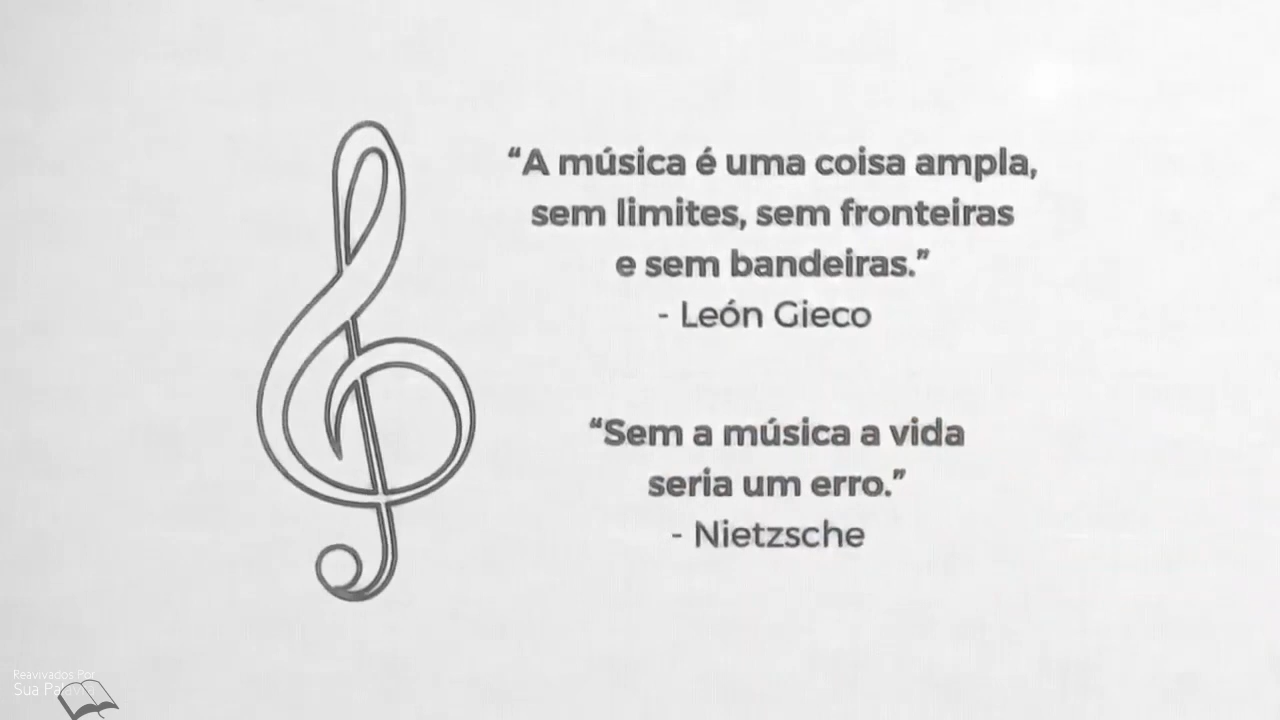 “A música é uma coisa ampla,
sem limites, sem fronteiras
e sem bandeiras.”
- León Gieco
“Sem a música a vida
seria um erro.”
- Nietzsche
Reavivados Por
Sua Palavra